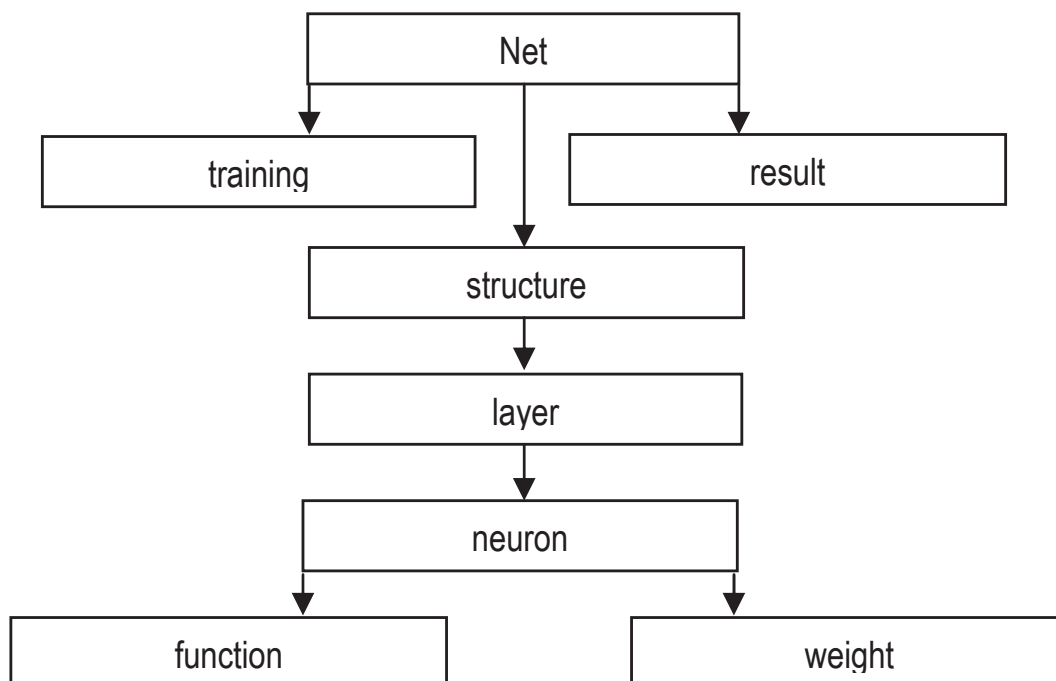 Net
training
result
structure
layer
neuron
function
weight